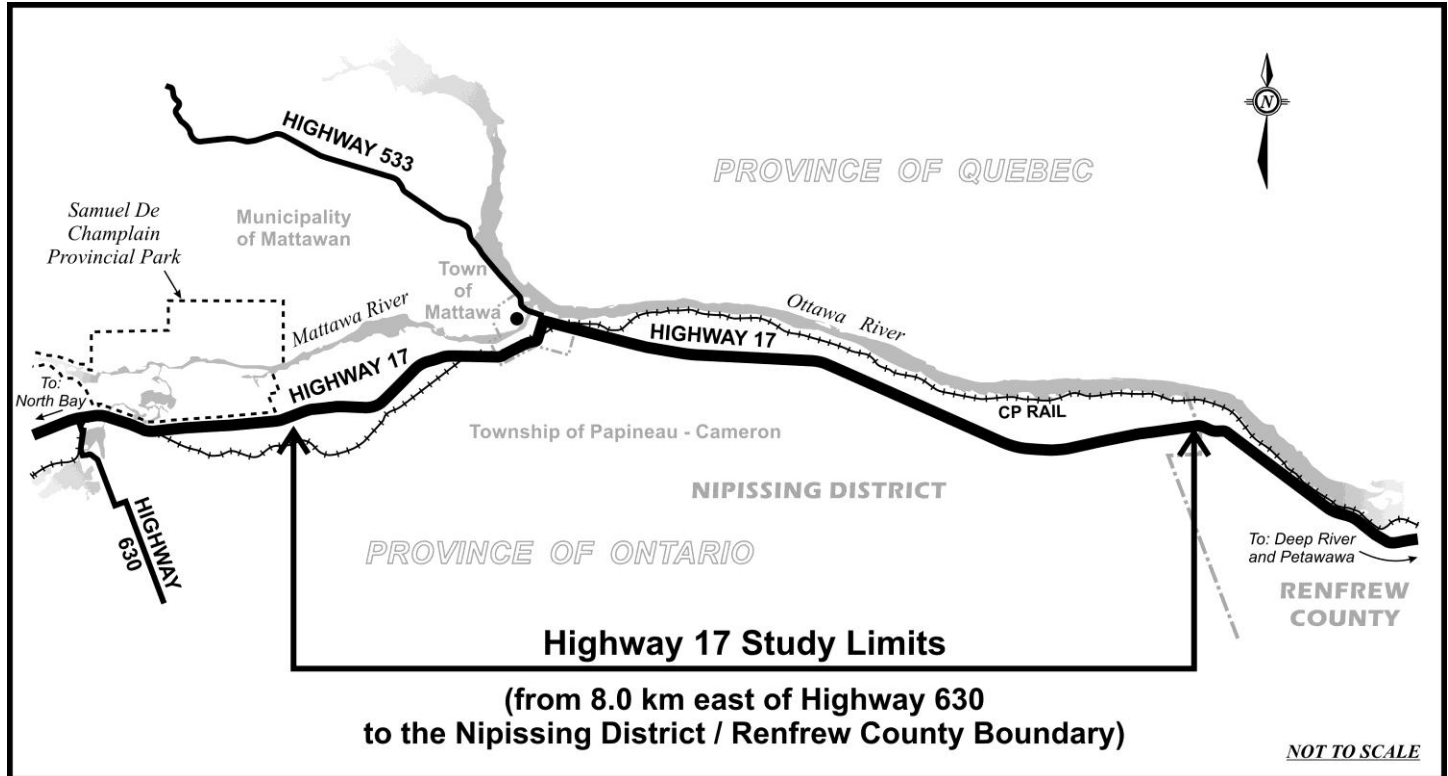 HIGHWAY 533
PROVINCE OF QUEBEC
N
Samuel De
Champlain
Provincial Park
Municipality
of Mattawan
Town
of
Mattawa
Mattawa River
Ottawa River
HIGHWAY 17
HIGHWAY 17
To:
North Bay
CP RAIL
Township of Papineau - Cameron
NIPISSING DISTRICT
HIGHWAY
630
PROVINCE OF ONTARIO
To: Deep River
and Petawawa
RENFREW
COUNTY
Highway 17 Study Limits
(from 8.0 km east of Highway 630
to the Nipissing District / Renfrew County Boundary)
NOT TO SCALE